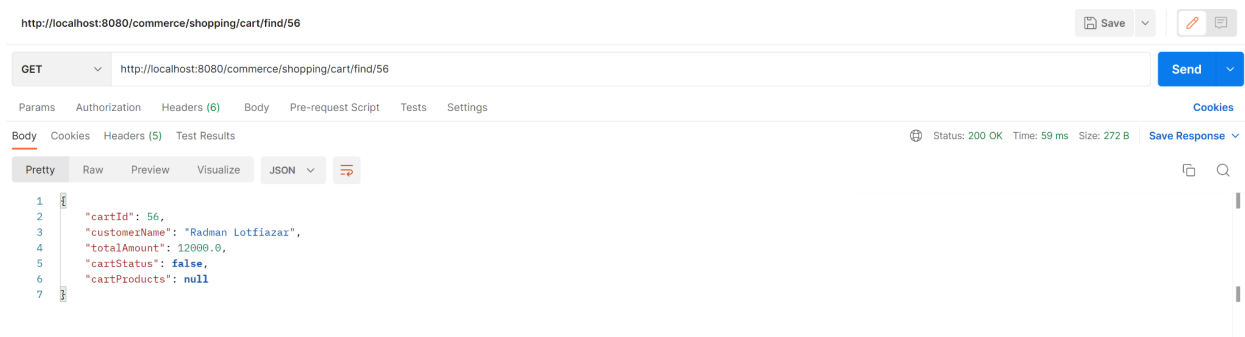 http://localhost:8080/commerce/shopping/cart/find/56 Save
GET http://localhost:8080/commerce/shopping/cart/find/56 Send
Params Authorization Headers (6) Body Pre-request Script Tests Settings Cookies
Body Cookies Headers (5) Test Results Status: 200 OK Time: 59 ms Size: 272 B Save Response
Pretty Raw Preview Visualize JSON
1 {
2 "cartId": 56,
3 "customerName": "Radman Lotfiazar",
4 "totalAmount": 12000.0,
5 "cartStatus": false,
6 "cartProducts": null
7 }